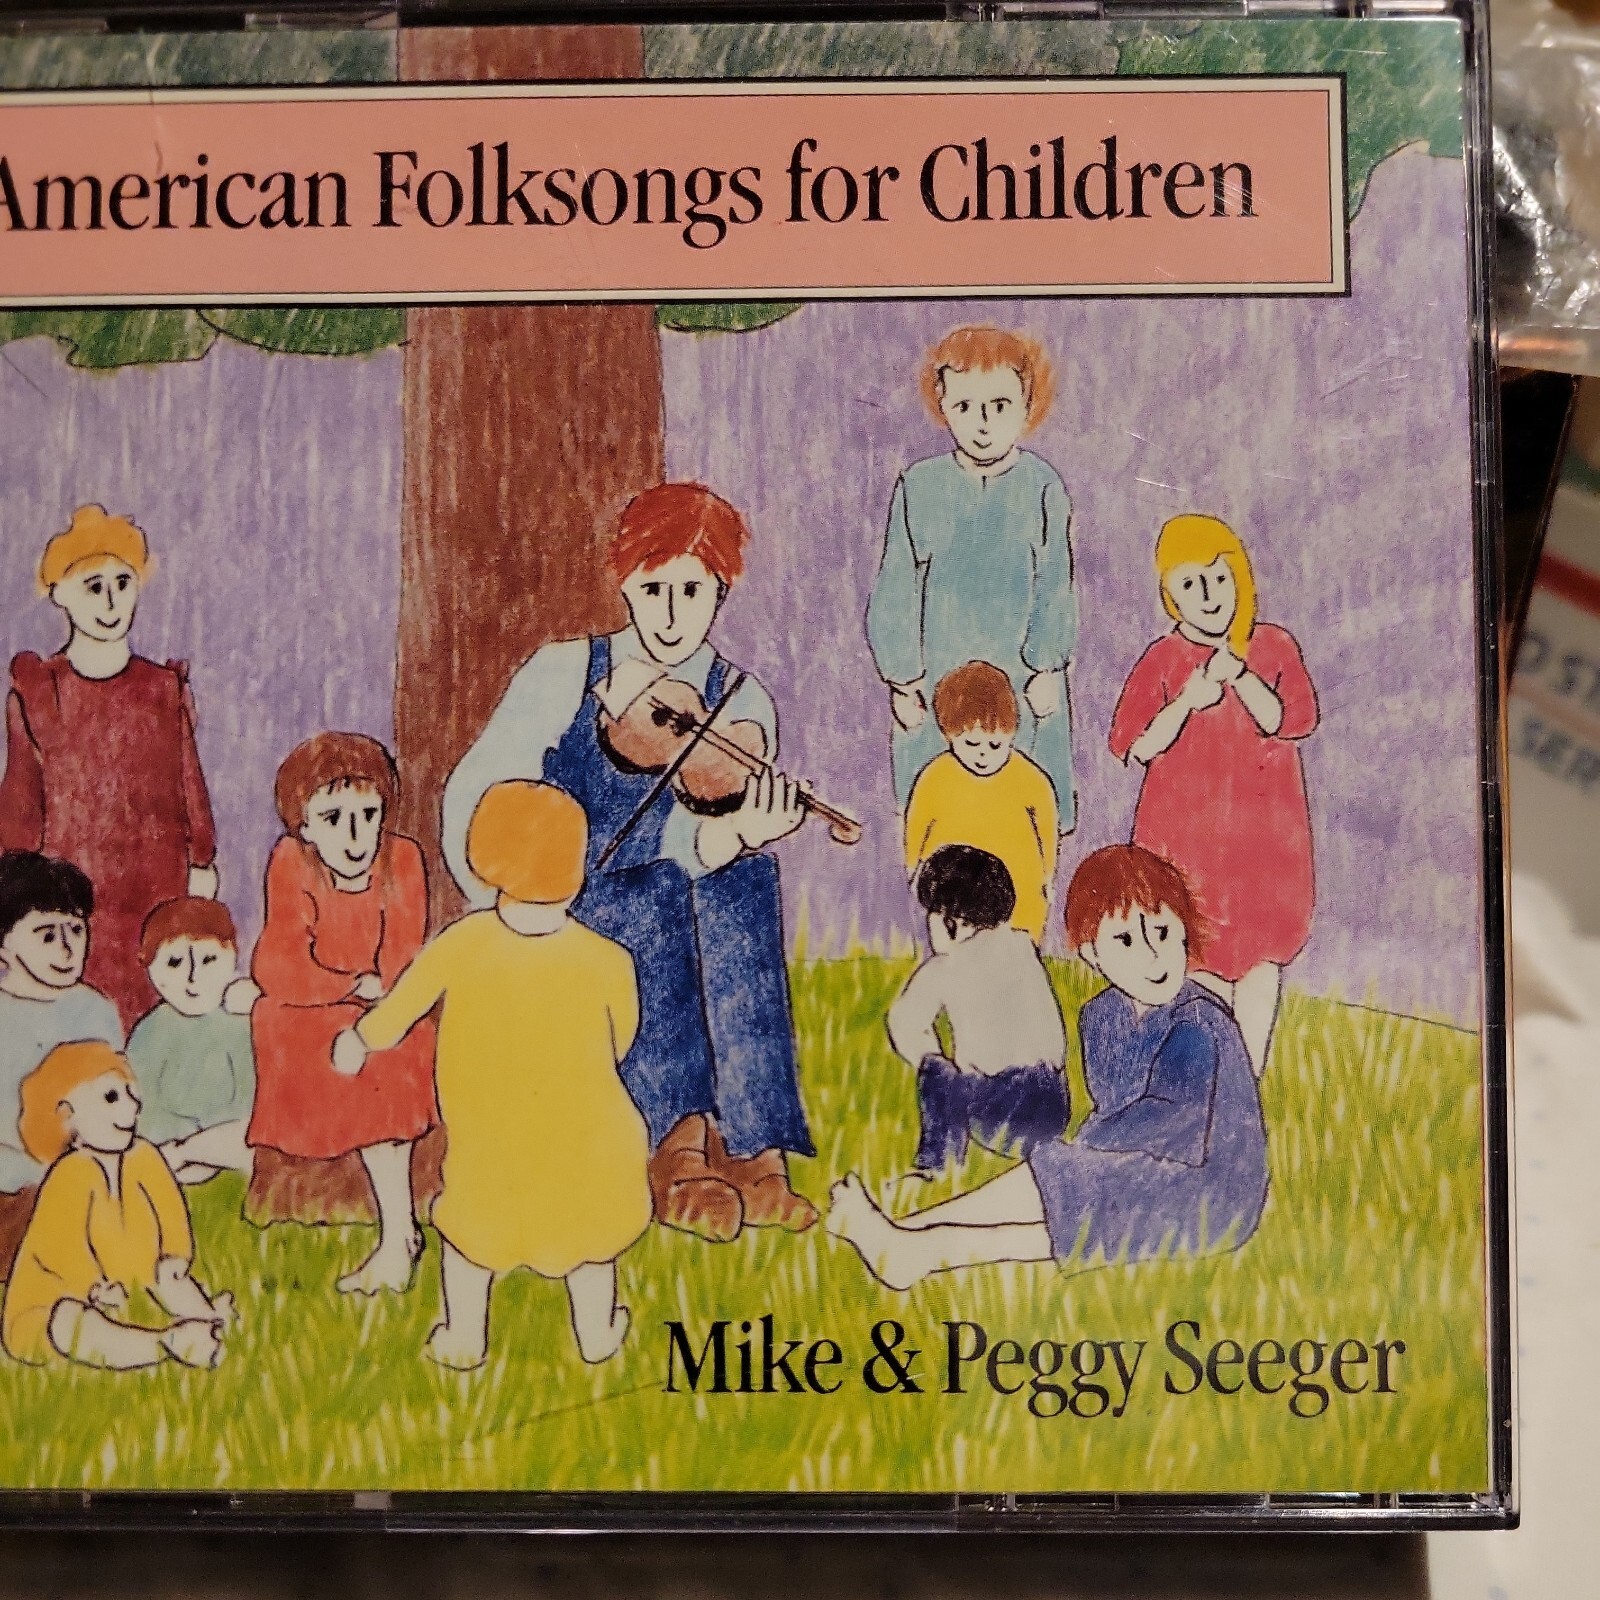 American Folksongs for Children
Mike & Peggy Seeger